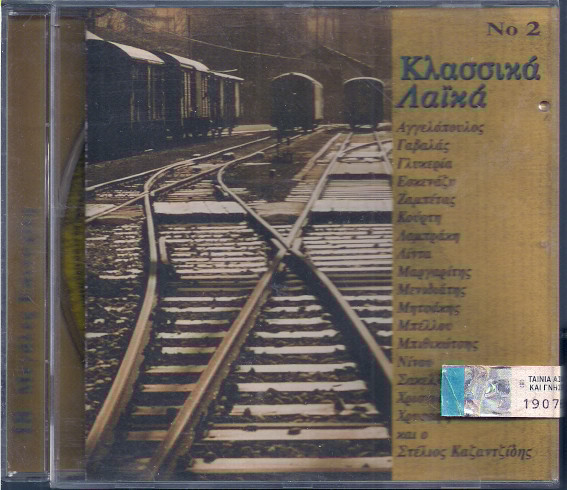 No 2
Κλασσικά
Λαϊκά
Αγγελόπουλος
Γαβαλάς
Γλυκερία
Εσκενάζυ
Ζαμπέτας
Κούρτη
Λαμπράκη
Λίντα
Μαργαρίτης
Μενιδιάτης
Μητσάκης
Μπέλλου
Μπιθικώτσης
Νίνου
και ο
Στέλιος Καζαντζίδης
ΤΑΙΝΙΑ
ΚΑΙ
1907
18 Μεγάλες